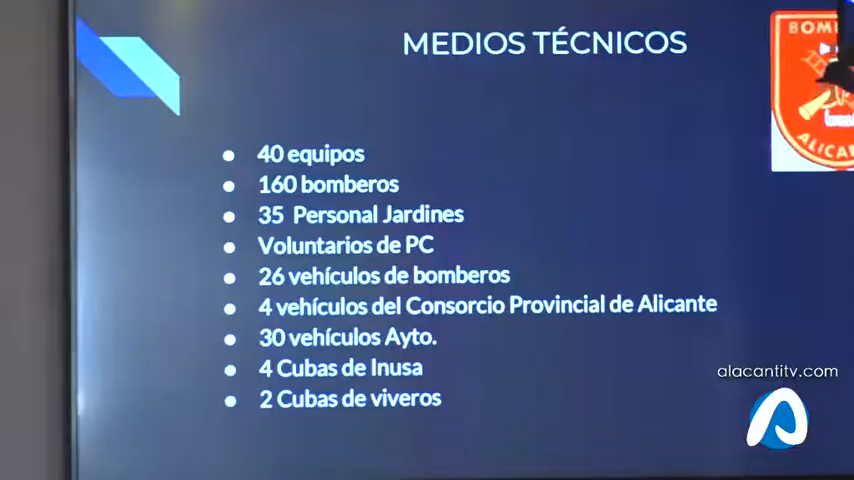 MEDIOS TÉCNICOS
40 equipos
160 bomberos
35 Personal Jardines
Voluntarios de PC
26 vehículos de bomberos
4 vehículos del Consorcio Provincial de Alicante
30 vehículos Ayto.
4 Cubas de Inusa
2 Cubas de viveros
alacantitv.com